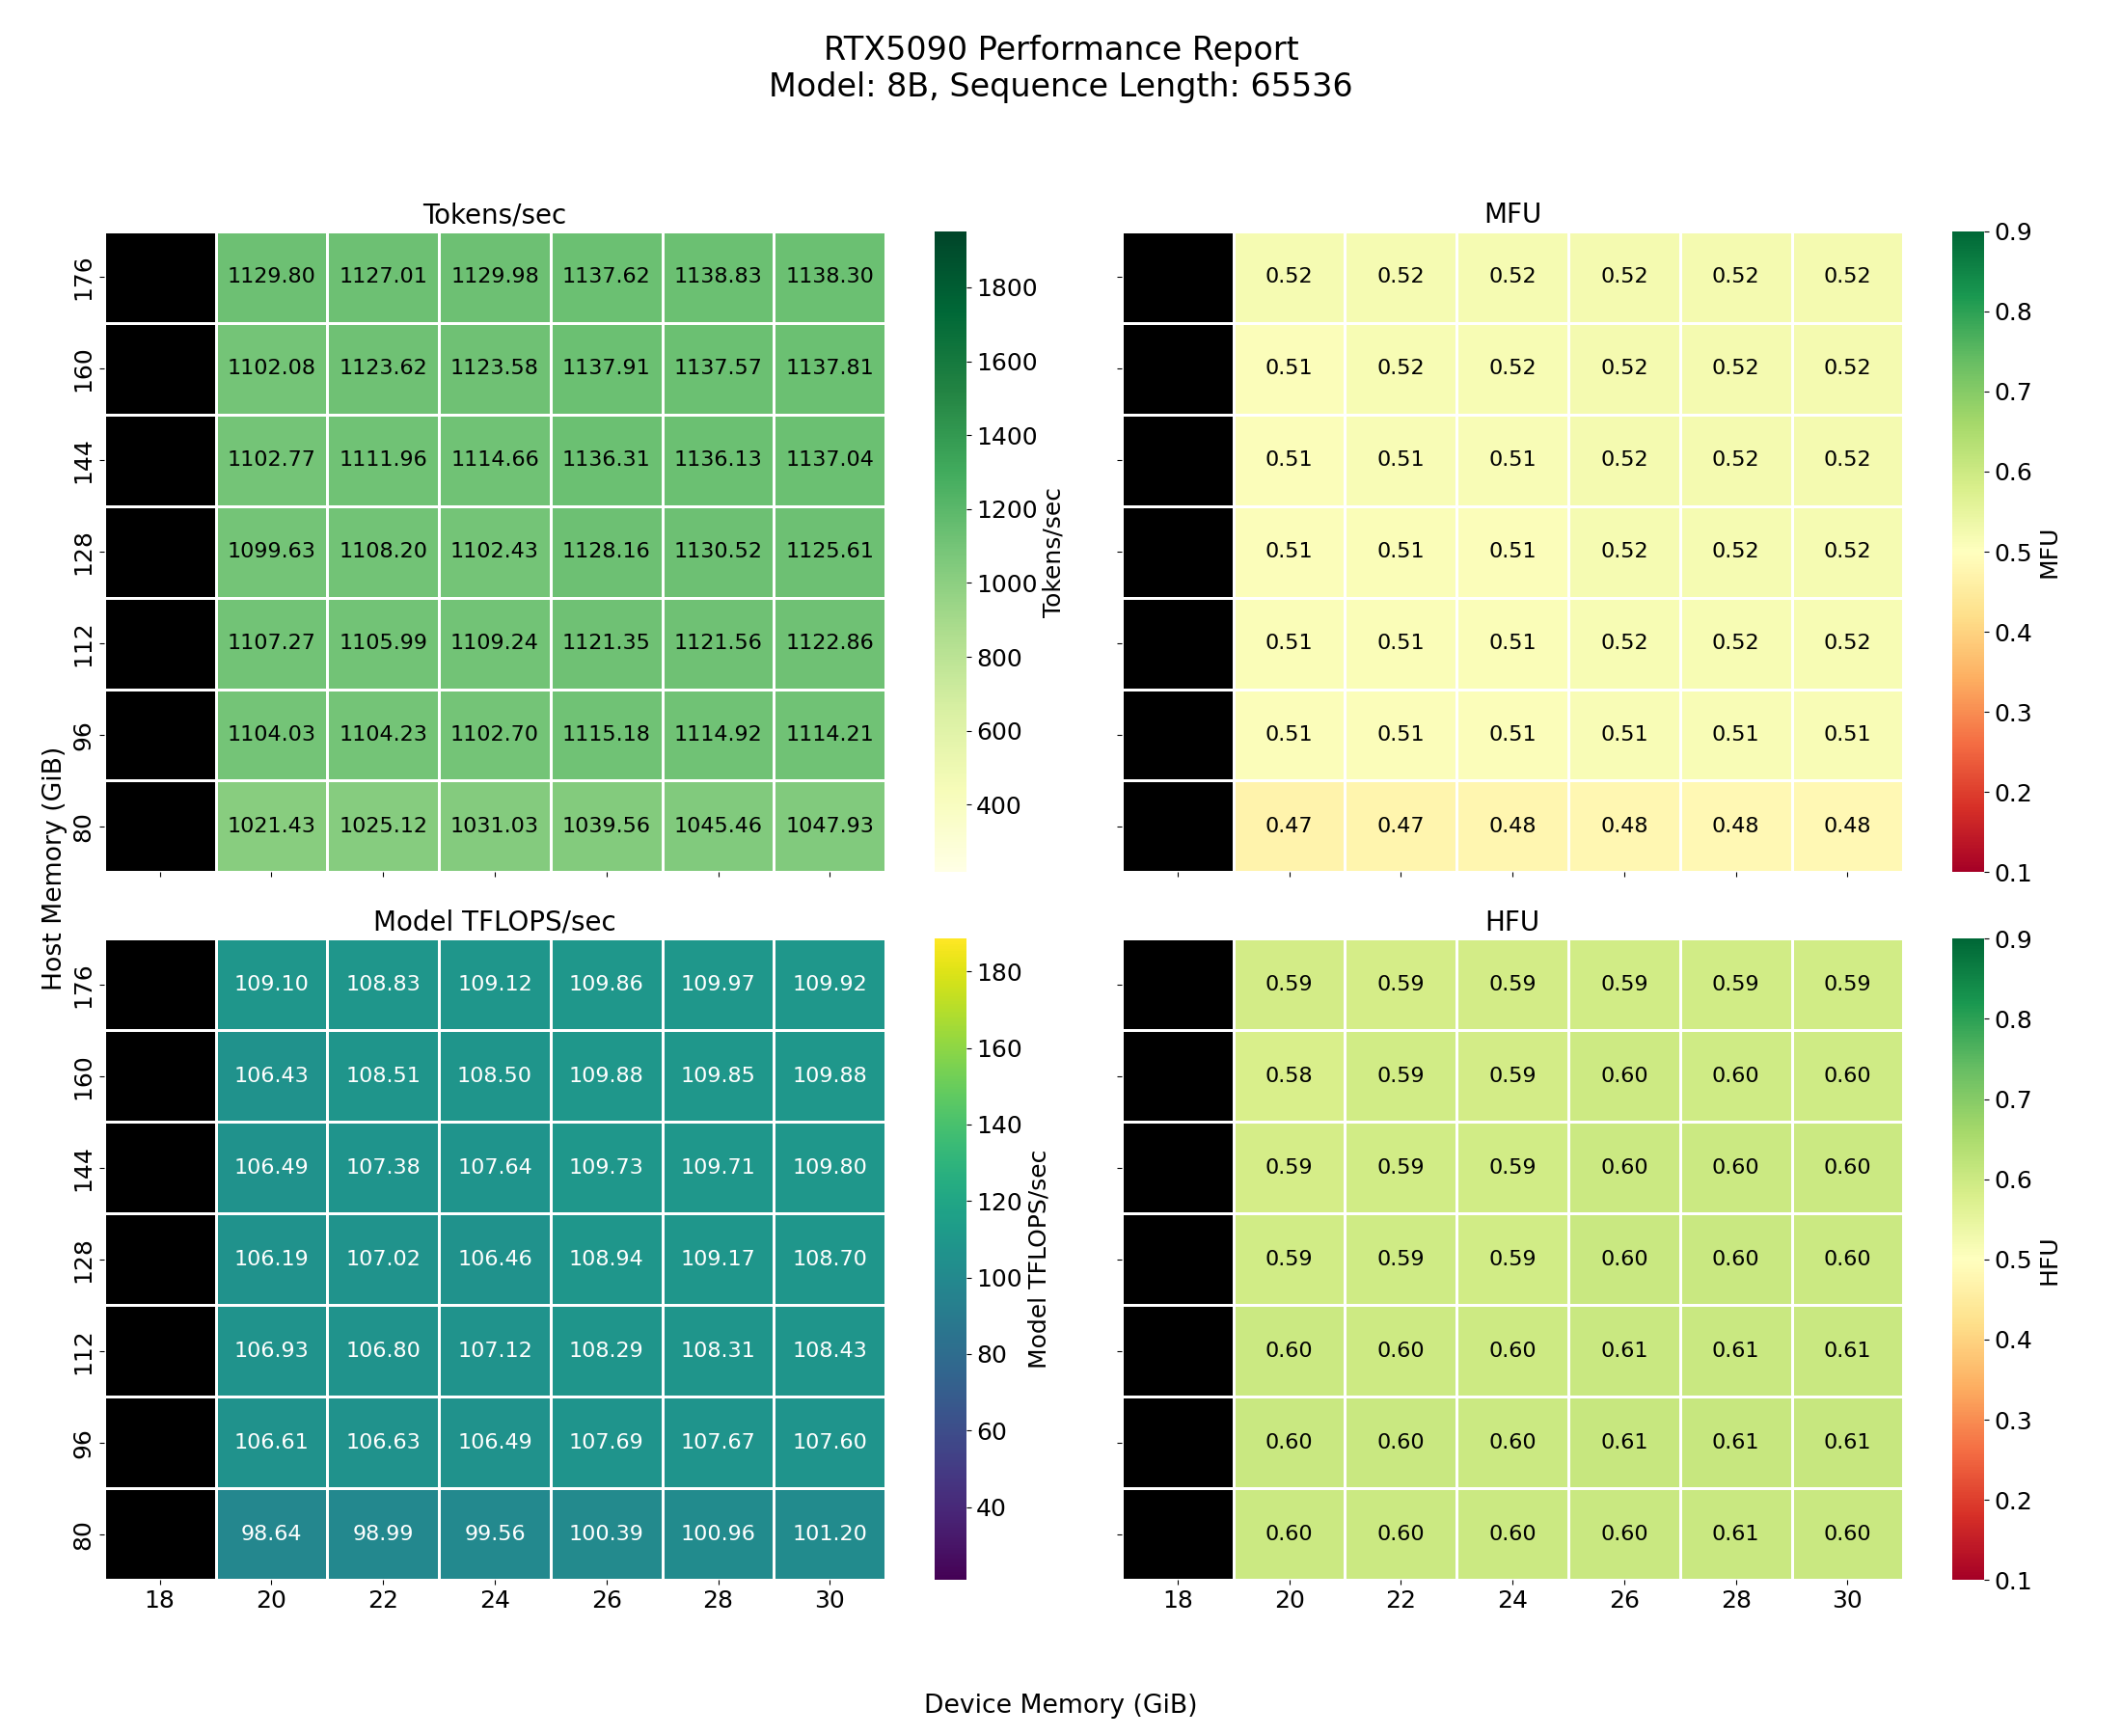 RTX5090 Performance Report
Model: 8B, Sequence Length: 65536
Tokens/sec
176 1129.80 1127.01 1129.98 1137.62 1138.83 1138.30
160 1102.08 1123.62 1123.58 1137.91 1137.57 1137.81
144 1102.77 1111.96 1114.66 1136.31 1136.13 1137.04
128 1099.63 1108.20 1102.43 1128.16 1130.52 1125.61
112 1107.27 1105.99 1109.24 1121.35 1121.56 1122.86
96 1104.03 1104.23 1102.70 1115.18 1114.92 1114.21
80 1021.43 1025.12 1031.03 1039.56 1045.46 1047.93
1800
1600
1400
1200
1000
800
600
400
Tokens/sec
MFU
0.52 0.52 0.52 0.52 0.52 0.52
0.51 0.52 0.52 0.52 0.52 0.52
0.51 0.51 0.51 0.52 0.52 0.52
0.51 0.51 0.51 0.52 0.52 0.52
0.51 0.51 0.51 0.52 0.52 0.52
0.51 0.51 0.51 0.51 0.51 0.51
0.47 0.47 0.48 0.48 0.48 0.48
0.9
0.8
0.7
0.6
0.5
0.4
0.3
0.2
0.1
MFU
Host Memory (GiB)
Model TFLOPS/sec
176 109.10 108.83 109.12 109.86 109.97 109.92
160 106.43 108.51 108.50 109.88 109.85 109.88
144 106.49 107.38 107.64 109.73 109.71 109.80
128 106.19 107.02 106.46 108.94 109.17 108.70
112 106.93 106.80 107.12 108.29 108.31 108.43
96 106.61 106.63 106.49 107.69 107.67 107.60
80 98.64 98.99 99.56 100.39 100.96 101.20
18 20 22 24 26 28 30
180
160
140
120
100
80
60
40
Model TFLOPS/sec
HFU
0.59 0.59 0.59 0.59 0.59 0.59
0.58 0.59 0.59 0.60 0.60 0.60
0.59 0.59 0.59 0.60 0.60 0.60
0.59 0.59 0.59 0.60 0.60 0.60
0.60 0.60 0.60 0.61 0.61 0.61
0.60 0.60 0.60 0.61 0.61 0.61
0.60 0.60 0.60 0.60 0.61 0.60
18 20 22 24 26 28 30
0.9
0.8
0.7
0.6
0.5
0.4
0.3
0.2
0.1
HFU
Device Memory (GiB)